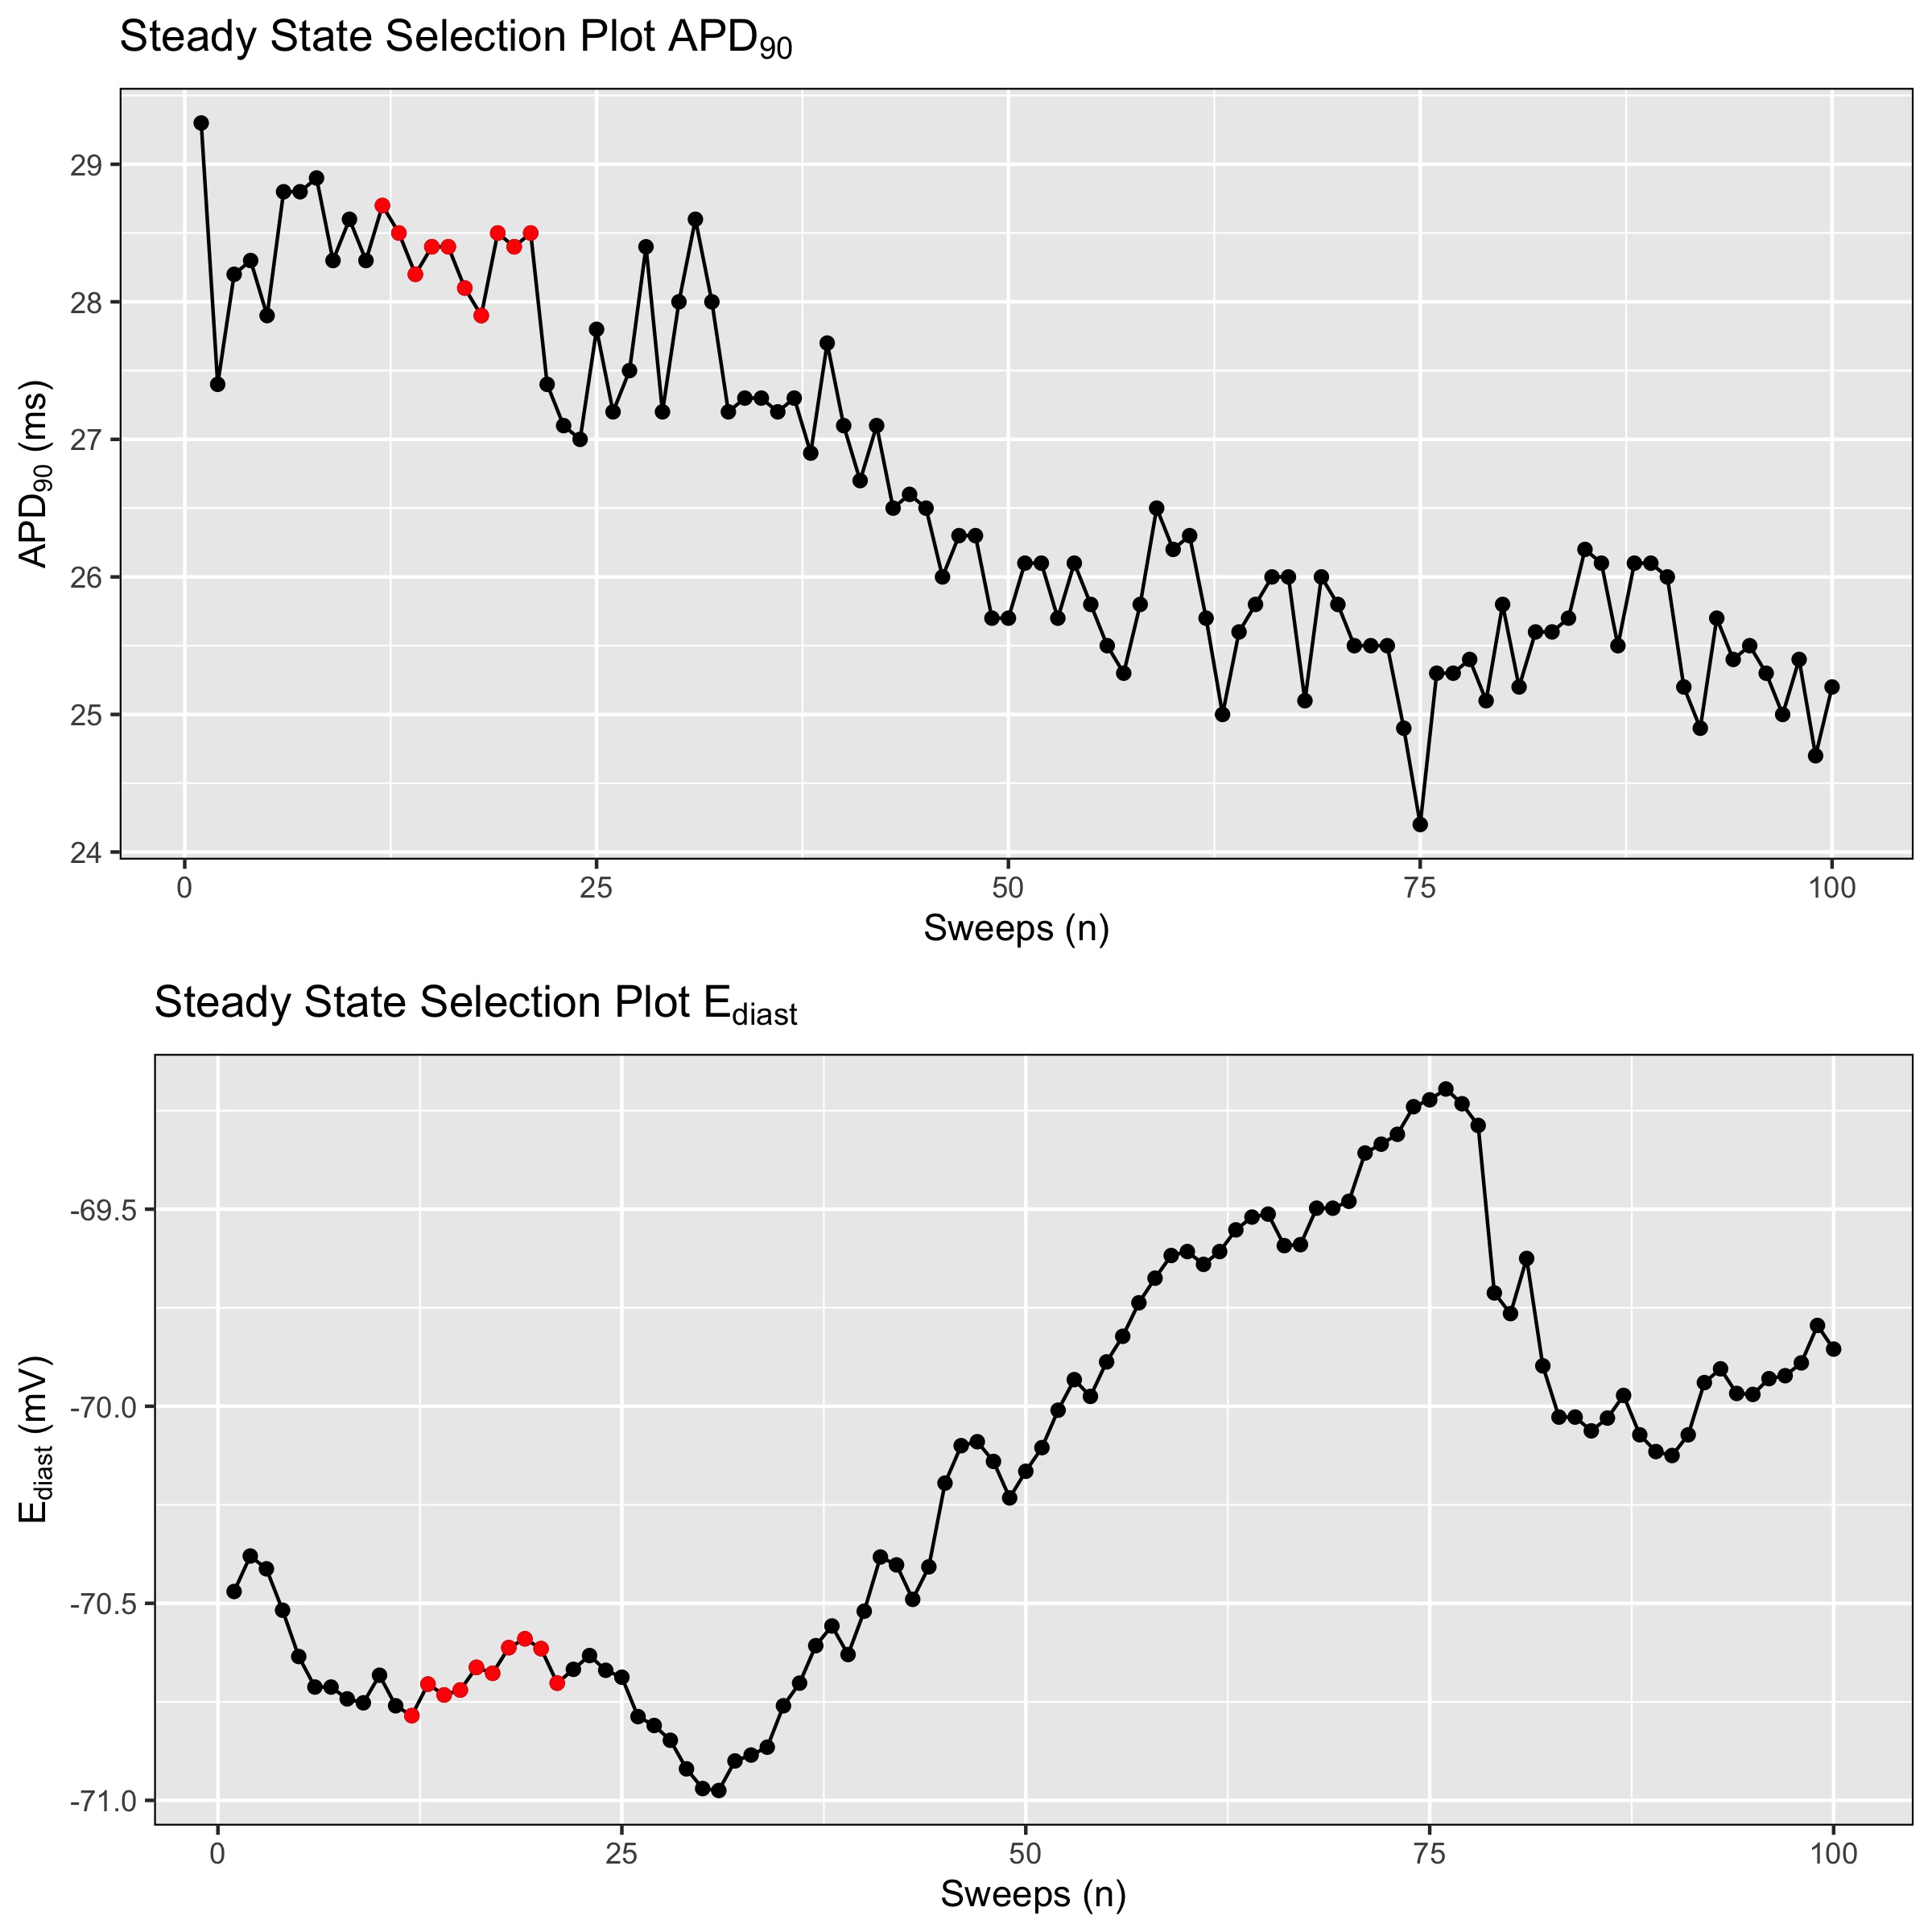 Steady State Selection Plot APD90
29
28
27
26
25
24
APD90 (ms)
0 25 50 75 100
Sweeps (n)
Steady State Selection Plot Ediast
-69.5
-70.0
-70.5
-71.0
Ediast (mV)
0 25 50 75 100
Sweeps (n)